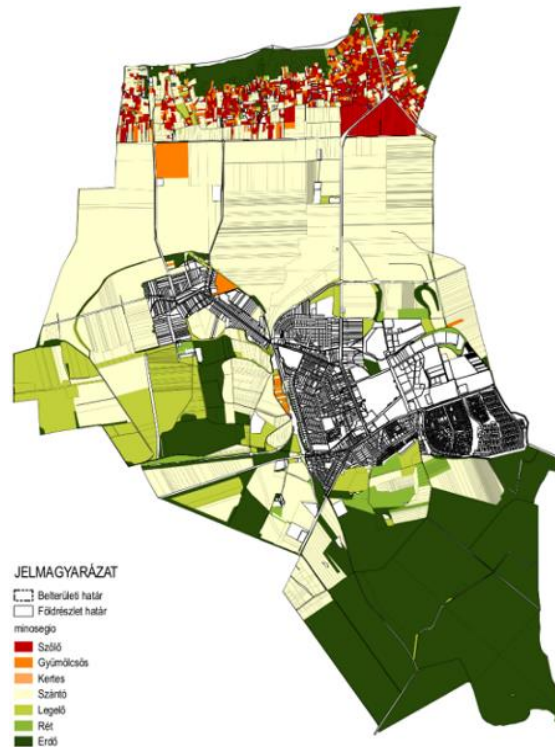 JELMAGYARÁZAT
Belterületi határ
Földrészlet határ
minosegio
Szőlő
Gyümölcsös
Kertes
Szántó
Legelő
Rét
Erdő